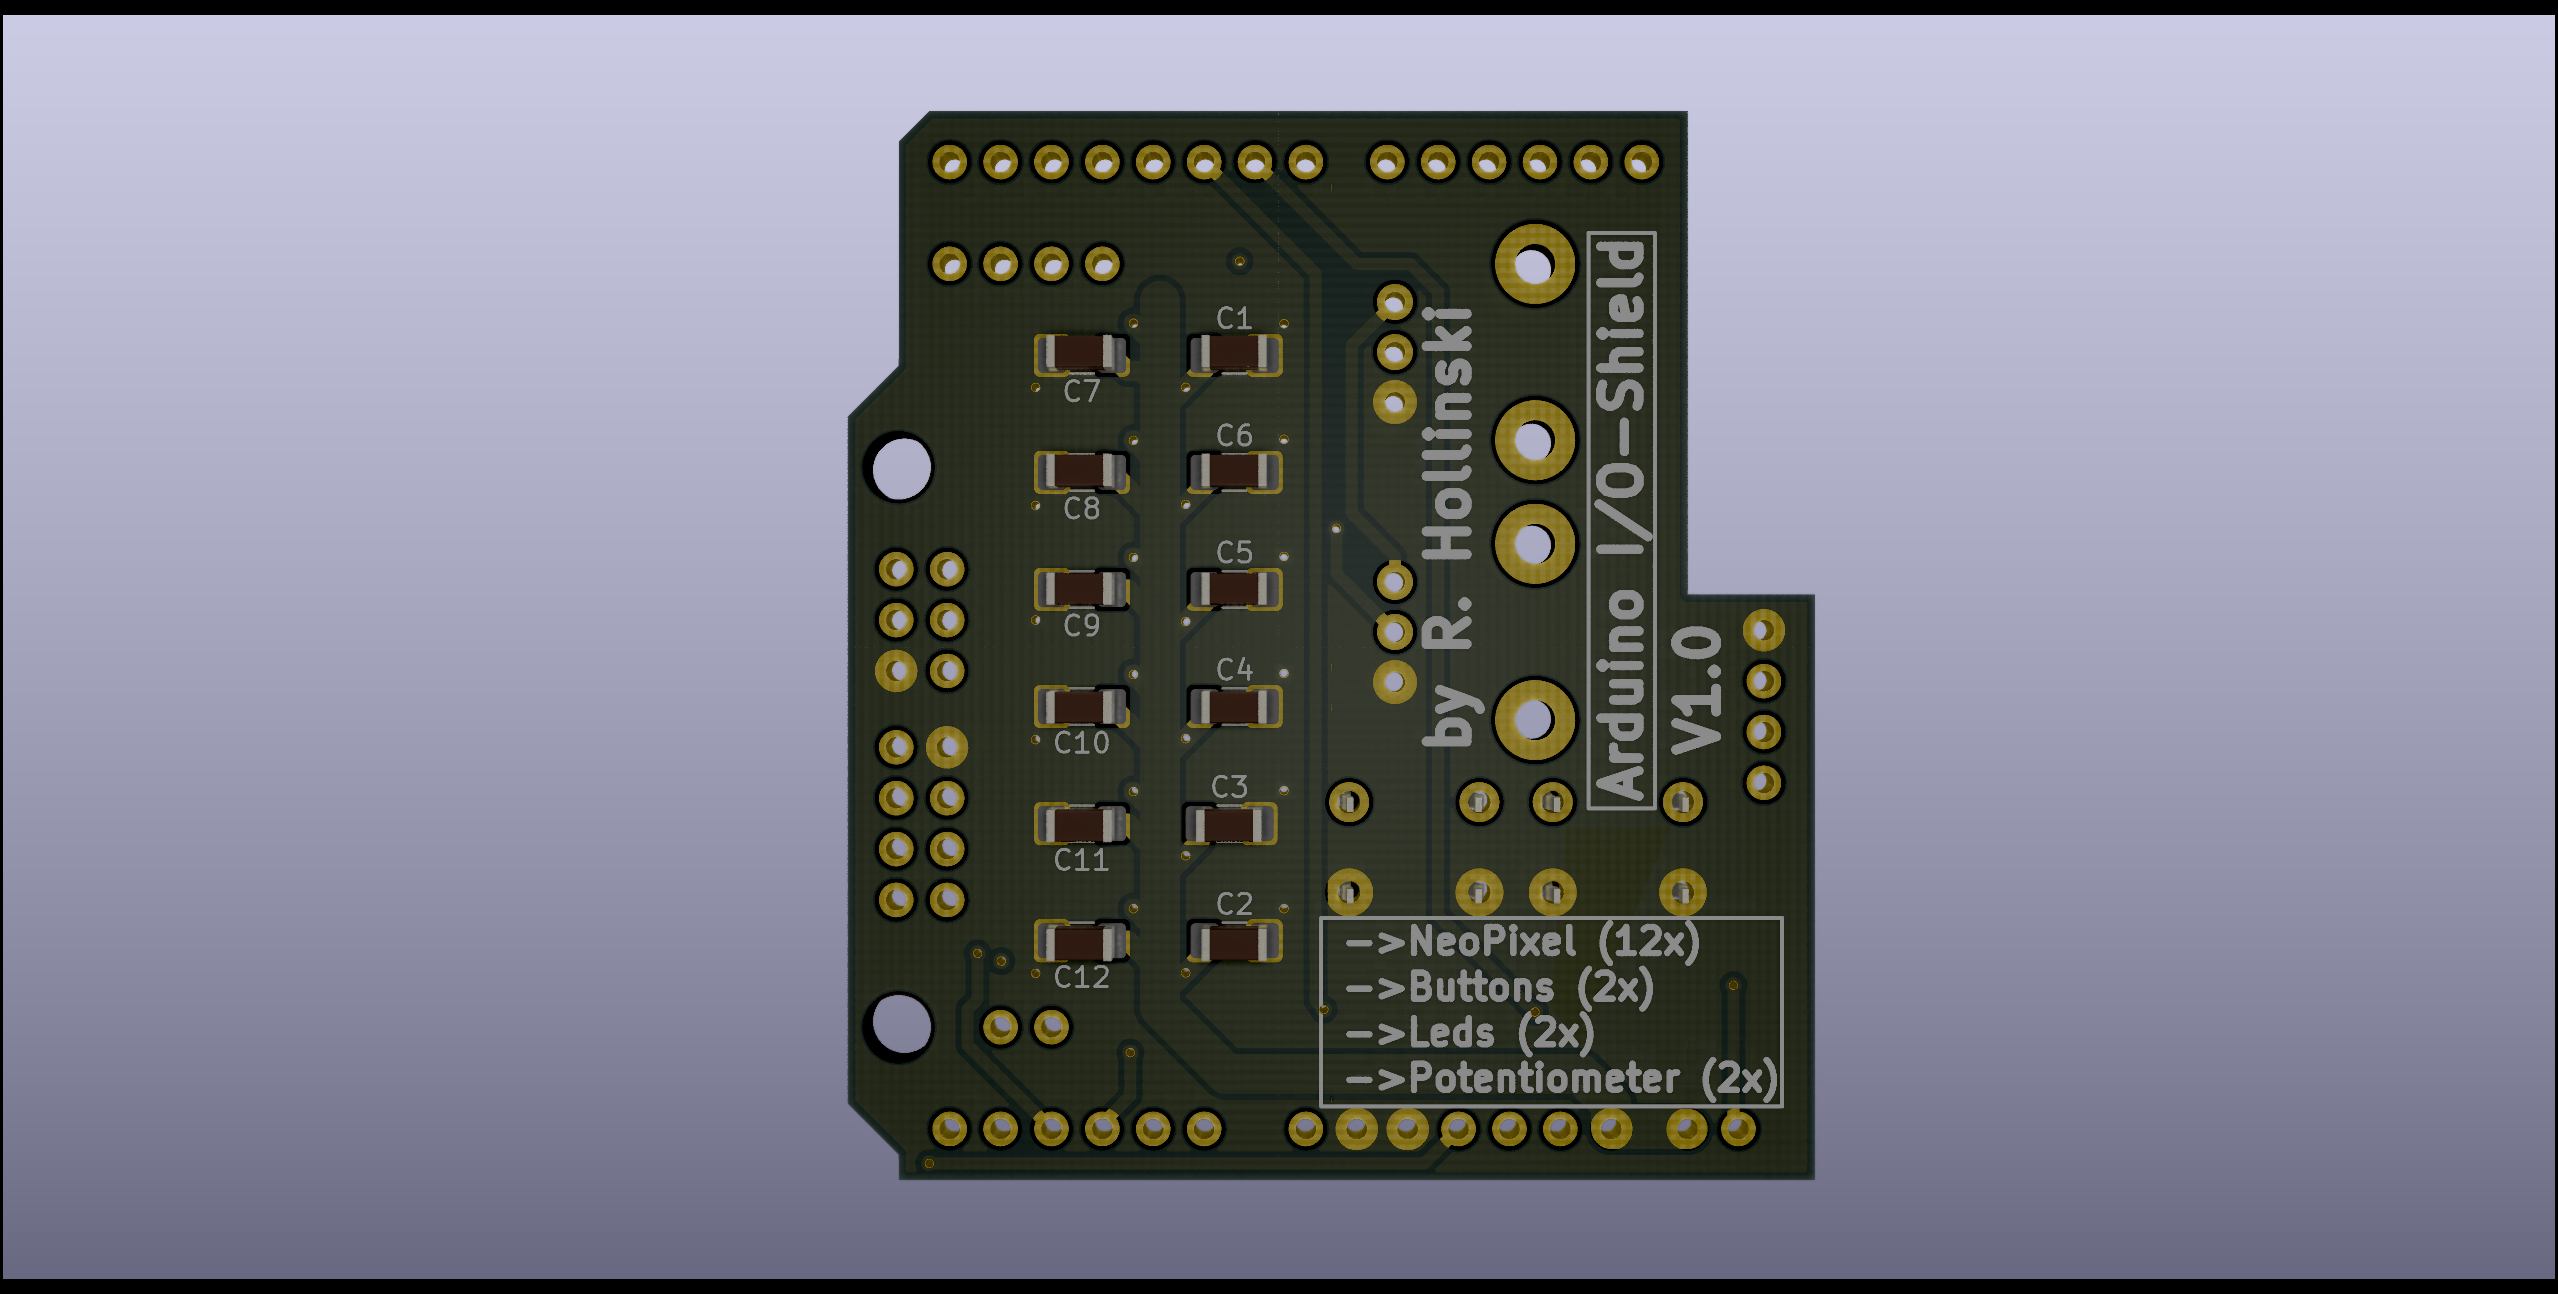 C1
C7
C6
C8
C5
C9
C4
C10
C3
C11
C2
C12
by R. Hollinski
Arduino I/O-Shield
V1.0
->NeoPixel (12x)
->Buttons (2x)
->Leds (2x)
->Potentiometer (2x)